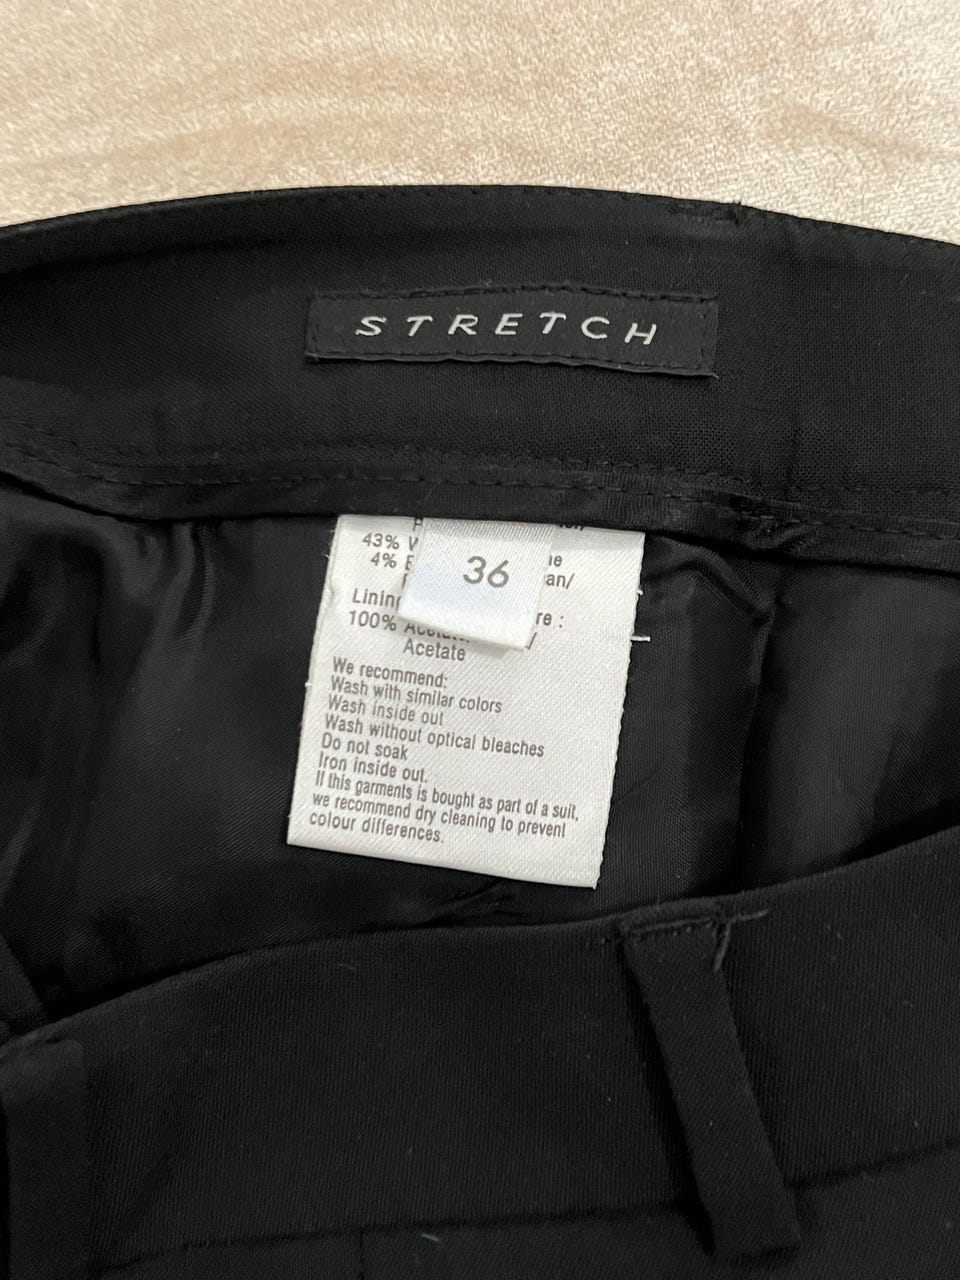 STRETCH
36
43%
4%
an/
100%
Acetate
We recommend:
Wash with similar colors
Wash inside out
Wash without optical bleaches
Do not soak
Iron inside out.
If this garments is bought as part of a suit,
we recommend dry cleaning to prevent
colour differences.